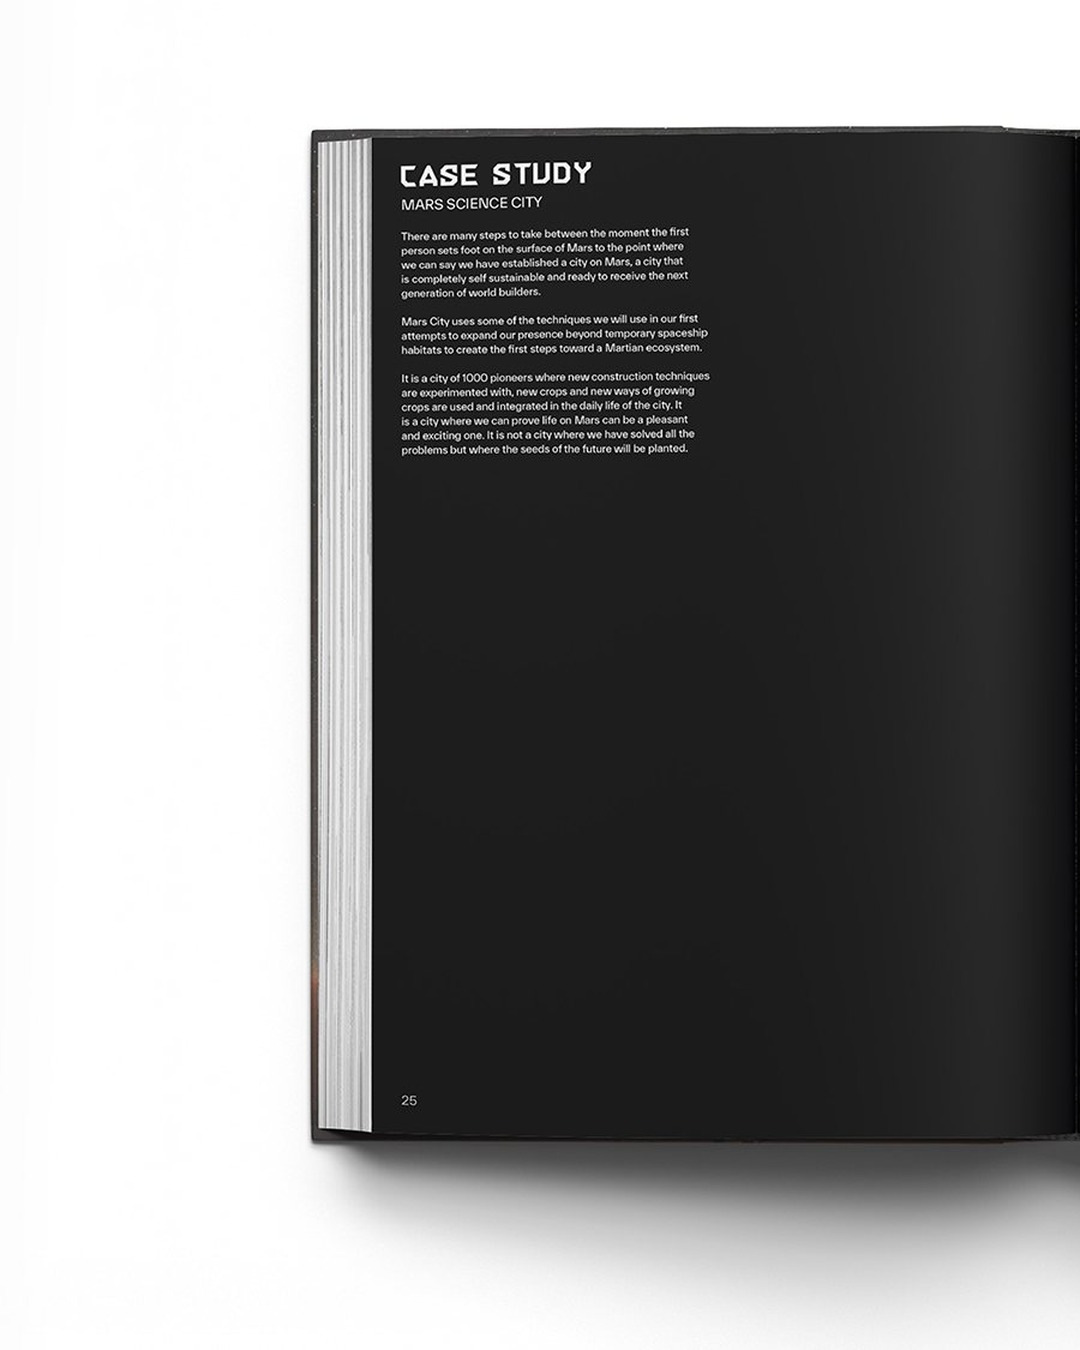 CASE STUDY
MARS SCIENCE CITY
There are many steps to take between the moment the first
person sets foot on the surface of Mars to the point where
we can say we have established a city on Mars, a city that
is completely self sustainable and ready to receive the next
generation of world builders.
Mars City uses some of the techniques we will use in our first
attempts to expand our presence beyond temporary spaceship
habitats to create the first steps toward a Martian ecosystem.
It is a city of 1000 pioneers where new construction techniques
are experimented with, new crops and new ways of growing
crops are used and integrated in the daily life of the city. It
is a city where we can prove life on Mars can be a pleasant
and exciting one. It is not a city where we have solved all the
problems but where the seeds of the future will be planted.
25